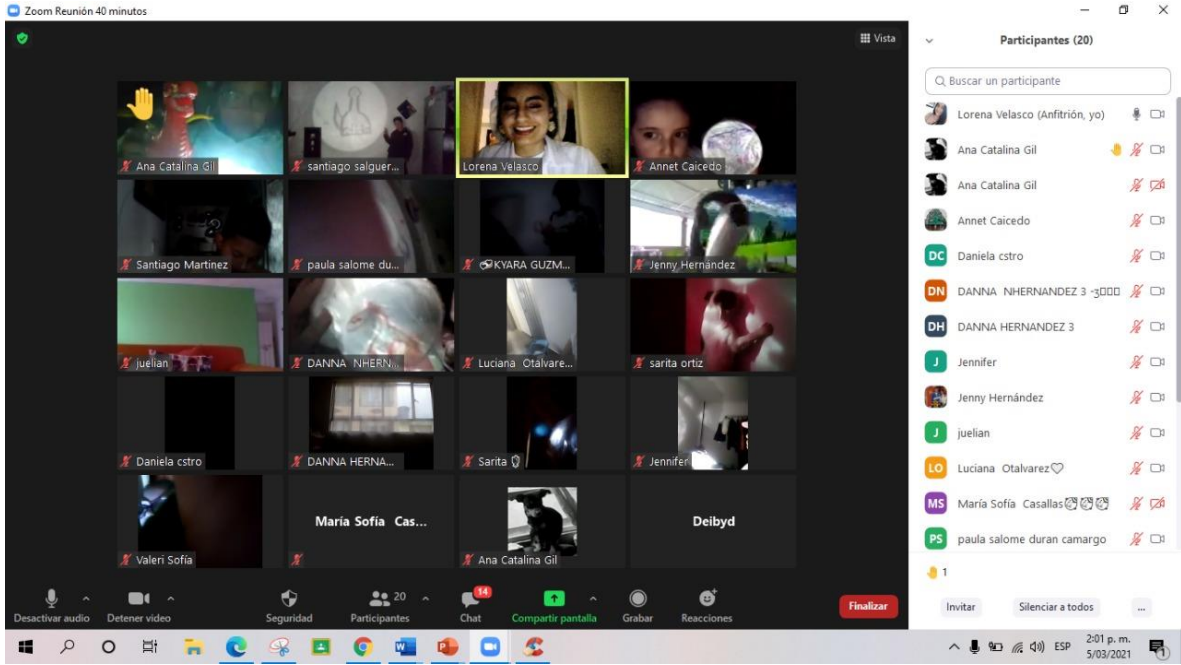 Zoom Reunión 40 minutos
Vista
Ana Catalina Gil
santiago salguer...
Lorena Velasco
Annet Caicedo
Santiago Martinez
paula salome du...
KYARA GUZM...
Jenny Hernández
juelian
DANNA NHERN...
Luciana Otalvare...
sarita ortiz
Daniela cstro
DANNA HERNA...
Sarita
Jennifer
Valeri Sofía
María Sofía Cas...
Ana Catalina Gil
Deibyd
Participantes (20)
Buscar un participante
Lorena Velasco (Anfitrión, yo)
Ana Catalina Gil
Ana Catalina Gil
Annet Caicedo
DC Daniela cstro
DN DANNA NHERNANDEZ 3
DH DANNA HERNANDEZ 3
J Jennifer
Jenny Hernández
J juelian
LO Luciana Otalvarez♡
MS María Sofía Casallas
PS paula salome duran camargo
1
Invitar Silenciar a todos ...
Desactivar audio Detener video Seguridad Participantes 20 Chat 14 Compartir pantalla Grabar Reacciones Finalizar
ESP 2:01 p. m.
5/03/2021